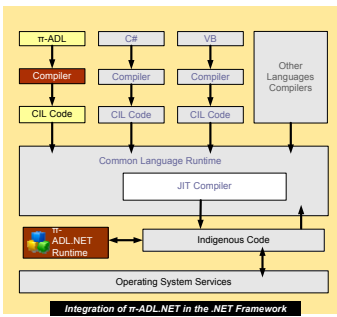 π-ADL
C#
VB
Other
Languages
Compilers
Compiler
Compiler
Compiler
CIL Code
CIL Code
CIL Code
Common Language Runtime
JIT Compiler
π-
ADL.NET
Runtime
Indigenous Code
Operating System Services
Integration of π-ADL.NET in the .NET Framework